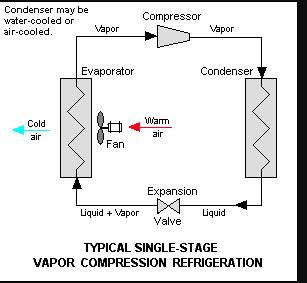 Condenser may be
water-cooled or
air-cooled.
Compressor
Vapor
Vapor
Evaporator
Condenser
Cold
air
Warm
air
Fan
Expansion
Valve
Liquid + Vapor
Liquid
TYPICAL SINGLE-STAGE
VAPOR COMPRESSION REFRIGERATION